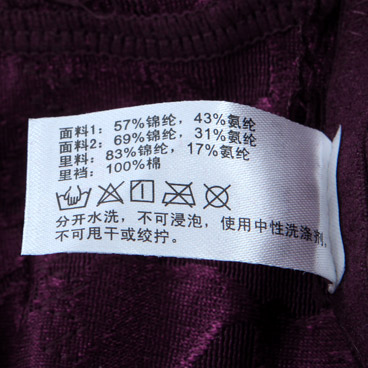 面料1：57%锦纶，43%氨纶
面料2：69%锦纶，31%氨纶
里料：83%锦纶，17%氨纶
里裆：100%棉
分开水洗，不可浸泡，使用中性洗涤剂，
不可甩干或绞拧。